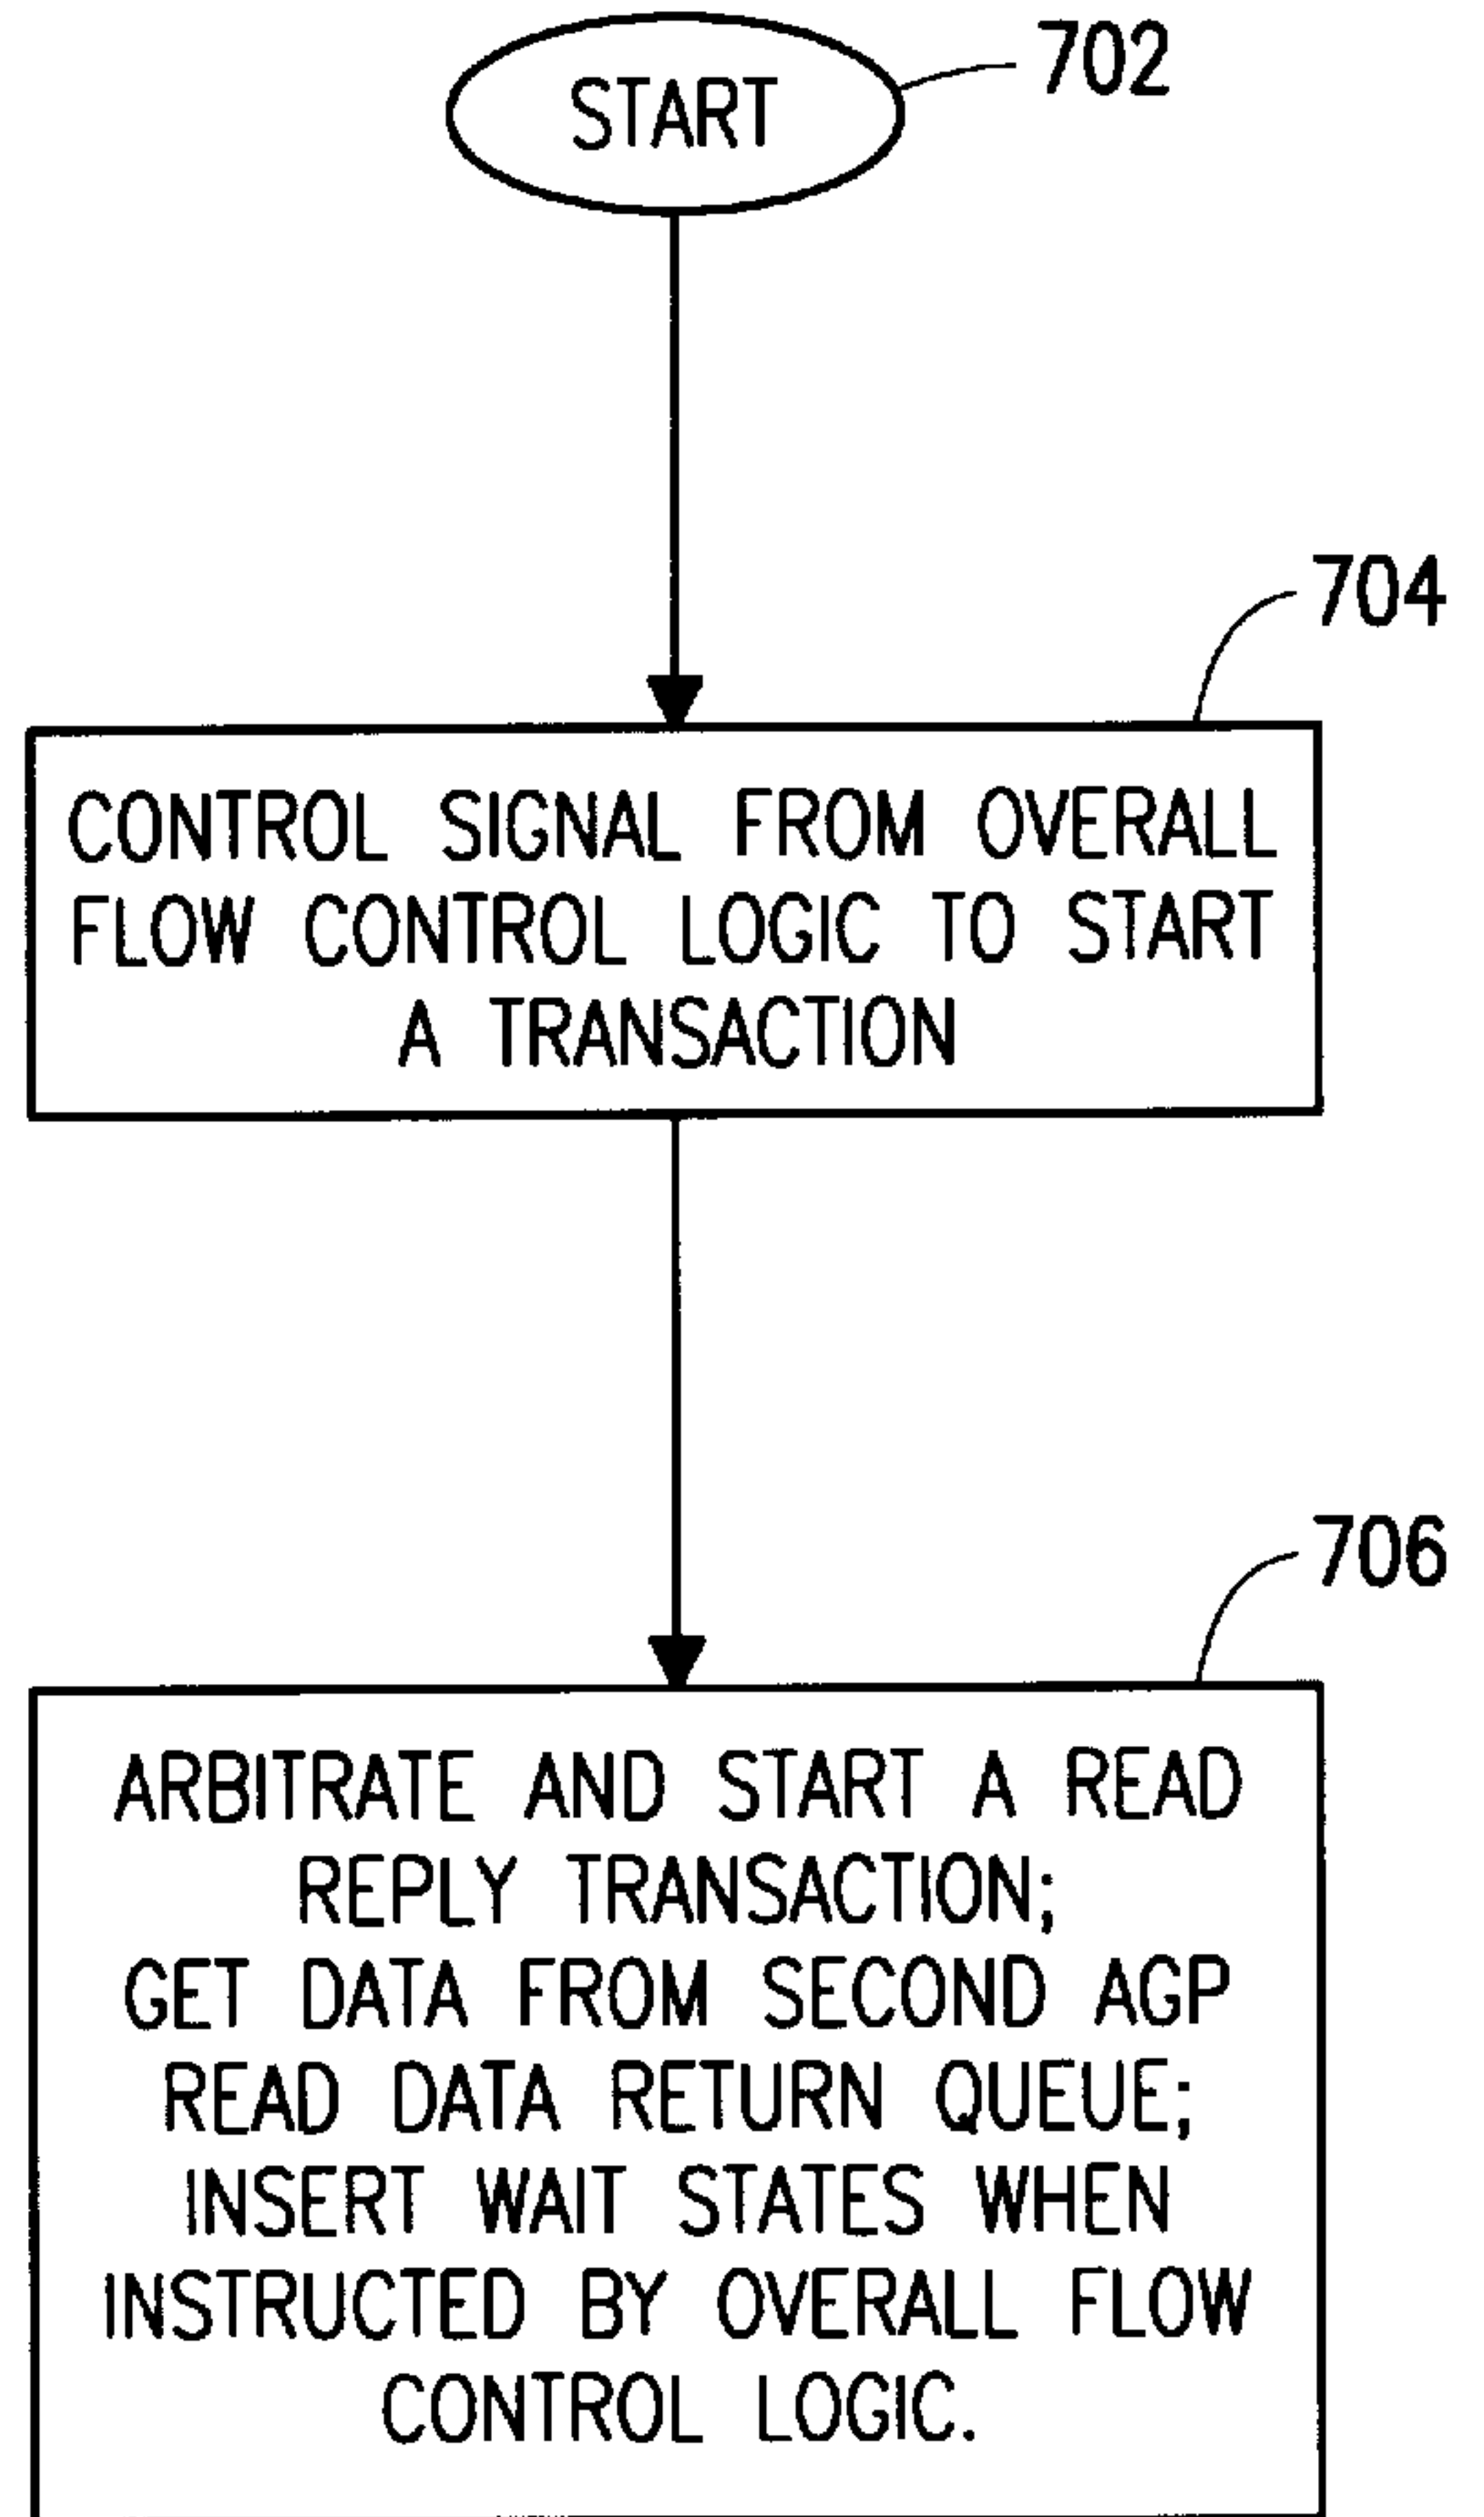 START
702
704
CONTROL SIGNAL FROM OVERALL
FLOW CONTROL LOGIC TO START
A TRANSACTION
706
ARBITRATE AND START A READ
REPLY TRANSACTION;
GET DATA FROM SECOND AGP
READ DATA RETURN QUEUE;
INSERT WAIT STATES WHEN
INSTRUCTED BY OVERALL FLOW
CONTROL LOGIC.